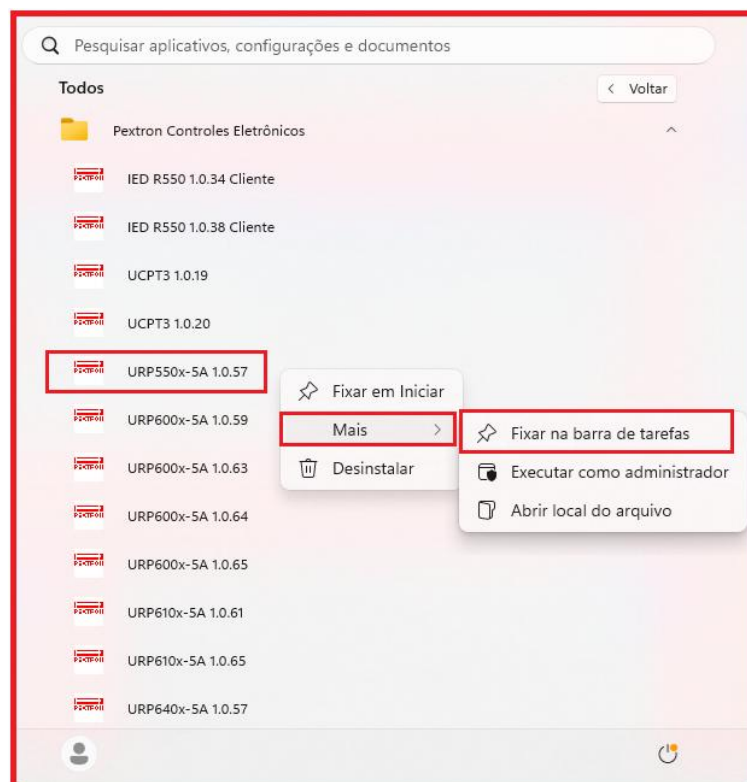 Pesquisar aplicativos, configurações e documentos
Todos
Voltar
Pextron Controles Eletrônicos
IED R550 1.0.34 Cliente
IED R550 1.0.38 Cliente
UCPT3 1.0.19
UCPT3 1.0.20
URP550x-5A 1.0.57
Fixar em Iniciar
URP600x-5A 1.0.59
Mais
Fixar na barra de tarefas
URP600x-5A 1.0.63
Desinstalar
Executar como administrador
URP600x-5A 1.0.64
Abrir local do arquivo
URP600x-5A 1.0.65
URP610x-5A 1.0.61
URP610x-5A 1.0.65
URP640x-5A 1.0.57